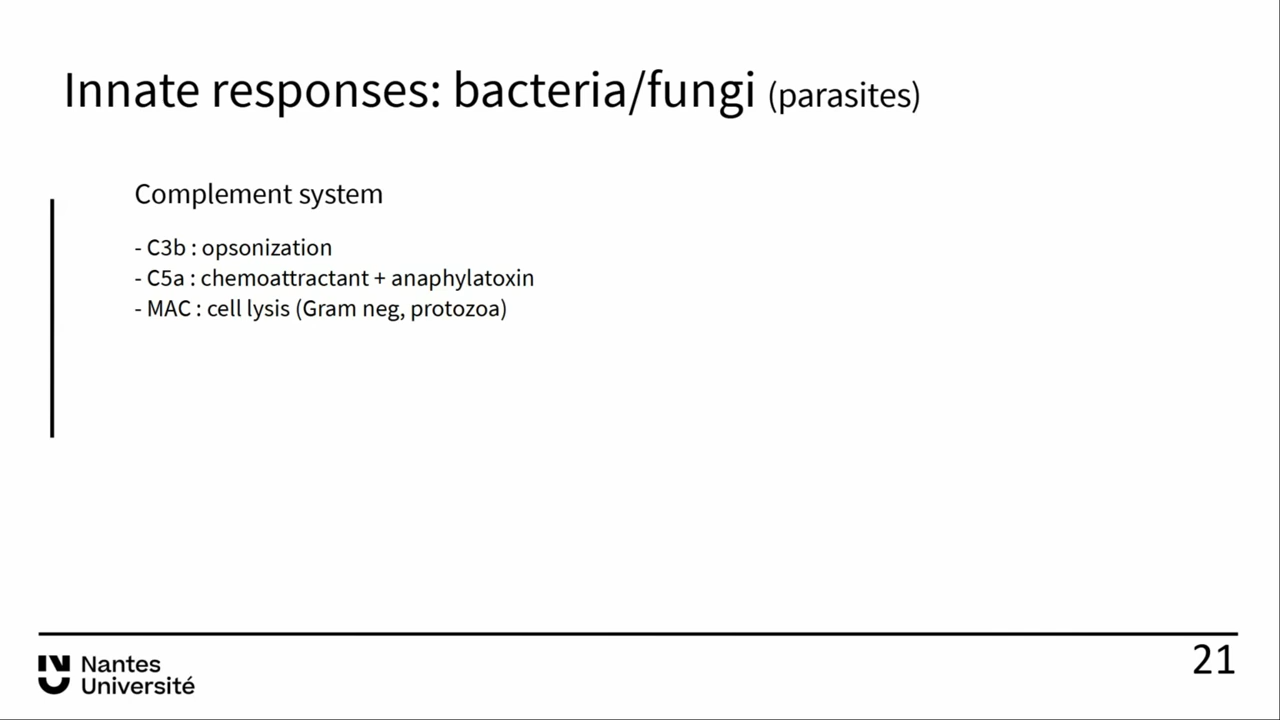 Innate responses: bacteria/fungi (parasites)
Complement system
- C3b : opsonization
- C5a : chemoattractant + anaphylatoxin
- MAC : cell lysis (Gram neg, protozoa)
Nantes
Université
21